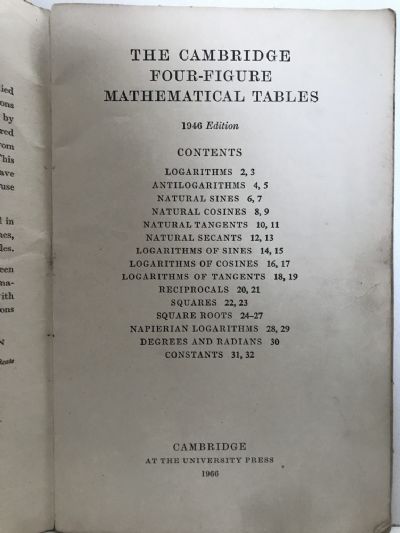 THE CAMBRIDGE
FOUR-FIGURE
MATHEMATICAL TABLES
1946 Edition
CONTENTS
LOGARITHMS 2, 3
ANTILOGARITHMS 4, 5
NATURAL SINES 6, 7
NATURAL COSINES 8, 9
NATURAL TANGENTS 10, 11
NATURAL SECANTS 12, 13
LOGARITHMS OF SINES 14, 15
LOGARITHMS OF COSINES 16, 17
LOGARITHMS OF TANGENTS 18, 19
RECIPROCALS 20, 21
SQUARES 22, 23
SQUARE ROOTS 24–27
NAPIERIAN LOGARITHMS 28, 29
DEGREES AND RADIANS 30
CONSTANTS 31, 32
CAMBRIDGE
AT THE UNIVERSITY PRESS
1966